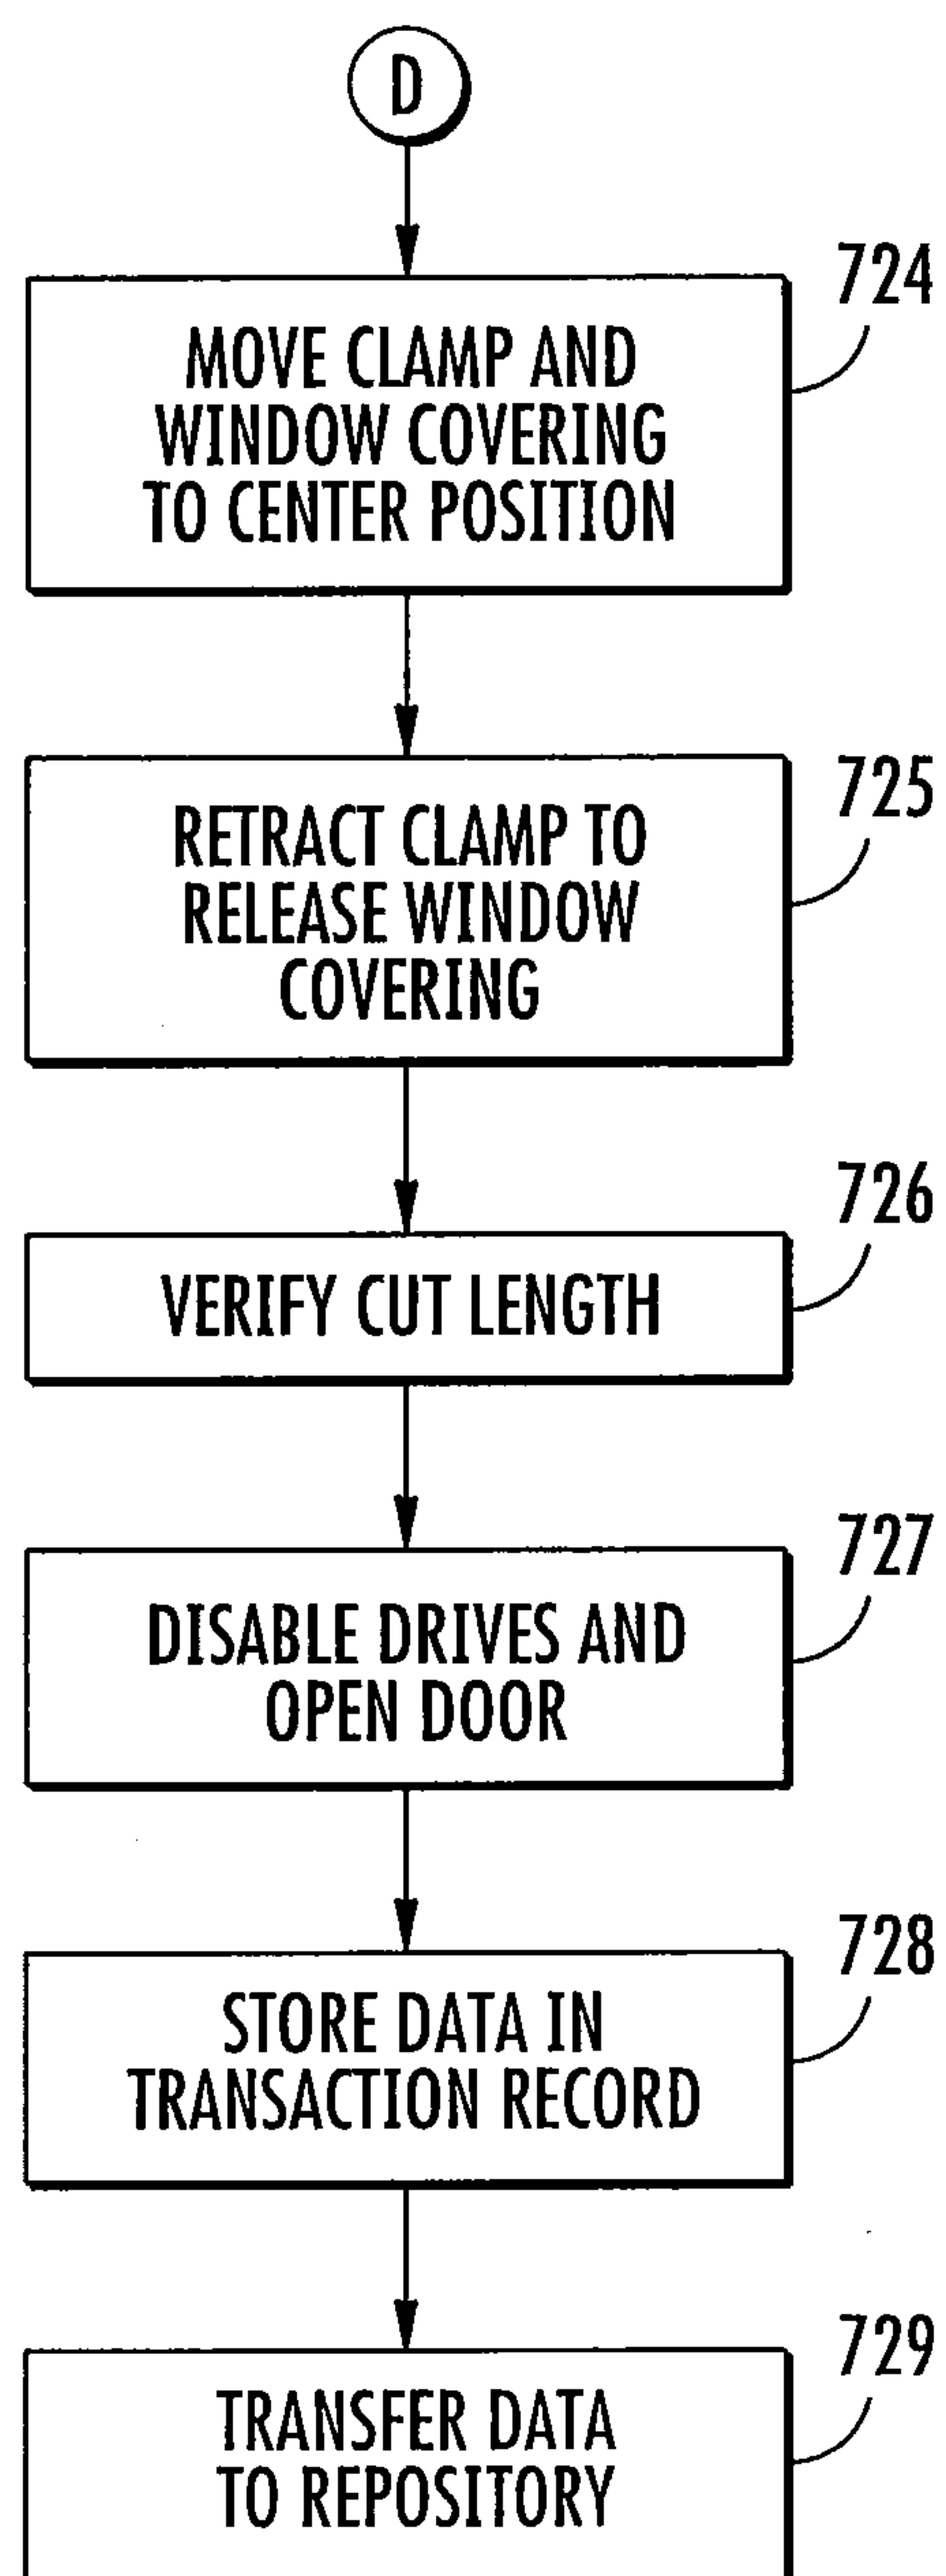 D
724
MOVE CLAMP AND
WINDOW COVERING
TO CENTER POSITION
725
RETRACT CLAMP TO
RELEASE WINDOW
COVERING
726
VERIFY CUT LENGTH
727
DISABLE DRIVES AND
OPEN DOOR
728
STORE DATA IN
TRANSACTION RECORD
729
TRANSFER DATA
TO REPOSITORY